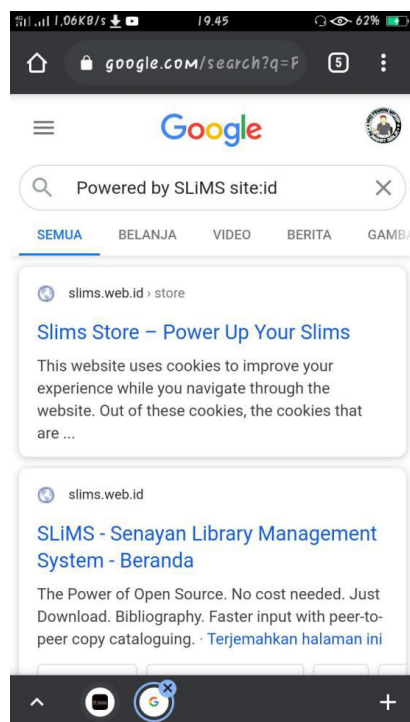 1,06KB/s 19.45 62%
google.com/search?q=P 5
Google
Powered by SLiMS site:id
SEMUA BELANJA VIDEO BERITA GAMBA
slims.web.id › store
Slims Store – Power Up Your Slims
This website uses cookies to improve your
experience while you navigate through the
website. Out of these cookies, the cookies that
are ...
slims.web.id
SLiMS - Senayan Library Management
System - Beranda
The Power of Open Source. No cost needed. Just
Download. Bibliography. Faster input with peer-to-
peer copy cataloguing. · Terjemahkan halaman ini
G